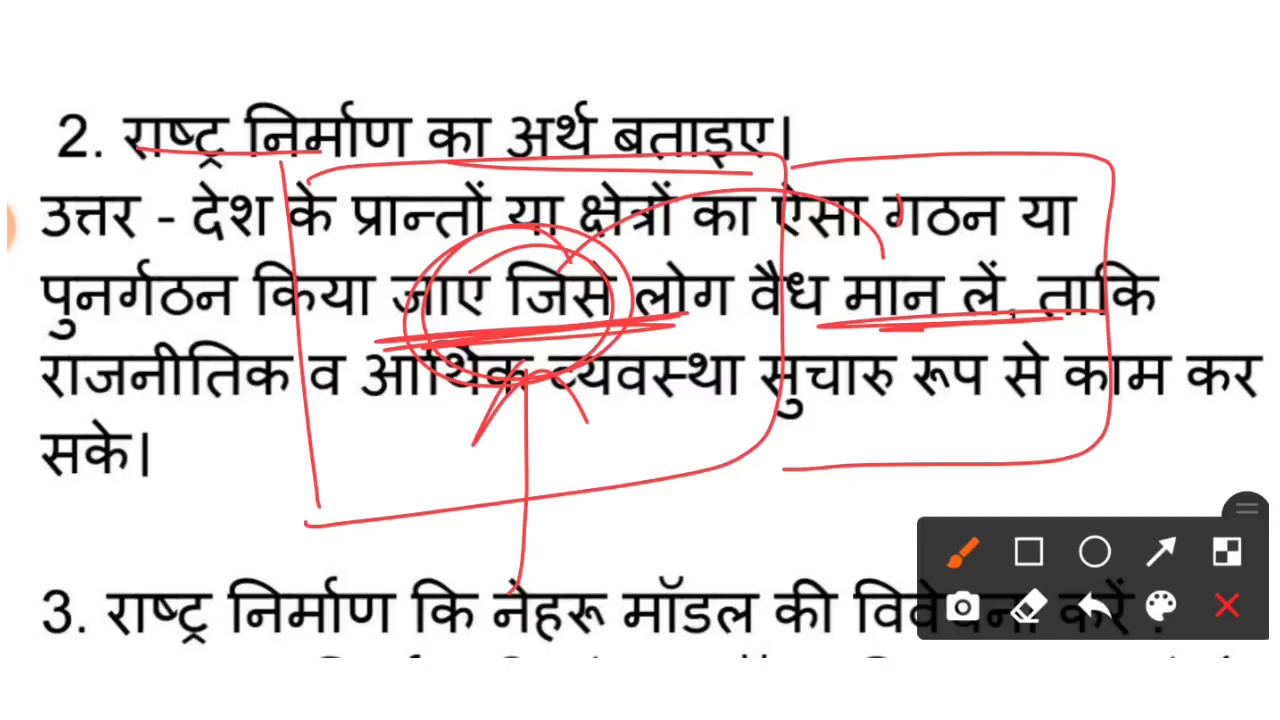 2. राष्ट्र निर्माण का अर्थ बताइए।
उत्तर - देश के प्रान्तों या क्षेत्रों का ऐसा गठन या
पुनर्गठन किया जाए जिसे लोग वैध मान लें, ताकि
राजनीतिक व आर्थिक व्यवस्था सुचारु रूप से काम कर
सके।
3. राष्ट्र निर्माण कि नेहरू मॉडल की विवेचना करें .